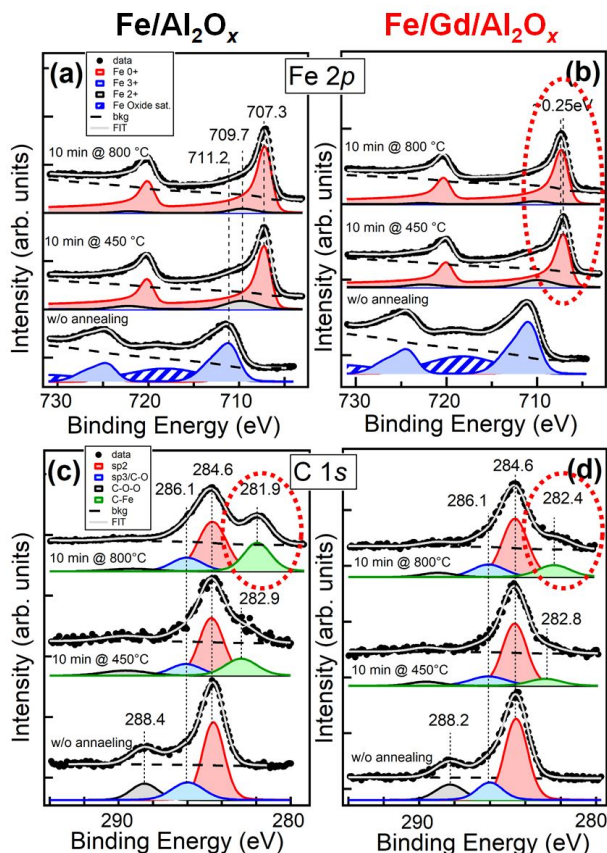 Fe/Al2Ox
Fe/Gd/Al2Ox
(a)
Fe 2p
(b)
data
Fe 0+
Fe 3+
Fe 2+
Fe Oxide sat.
bkg
FIT
707.3
709.7
711.2
10 min @ 800 °C
10 min @ 450°C
w/o annealing
Intensity (arb. units)
730
720
710
Binding Energy (eV)
~0.25eV
10 min @ 800 °C
10 min @ 450 °C
w/o annealing
Intensity (arb. units)
730
720
710
Binding Energy (eV)
(c)
C 1s
(d)
data
sp2
sp3/C-O
C-O-O
C-Fe
bkg
FIT
284.6
286.1
281.9
10 min @ 800°C
282.9
10 min @ 450°C
288.4
w/o annaeling
Intensity (arb. units)
290
280
Binding Energy (eV)
284.6
286.1
282.4
10 min @ 800°C
282.8
10 min @ 450°C
288.2
w/o annealing
Intensity (arb. units)
290
280
Binding Energy (eV)